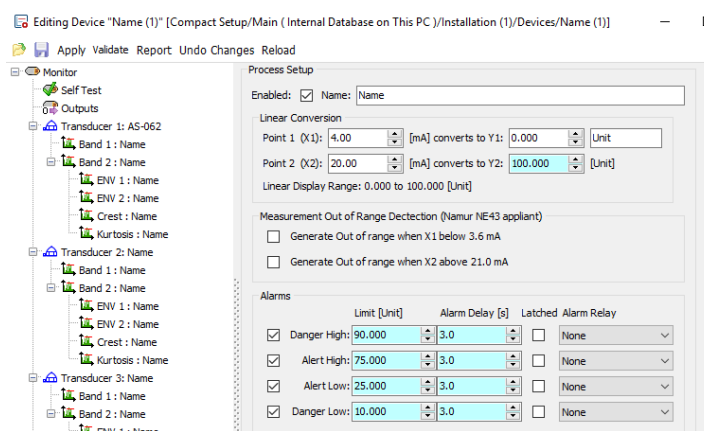 Editing Device "Name (1)" [Compact Setup/Main ( Internal Database on This PC )/Installation (1)/Devices/Name (1)]
Apply Validate Report Undo Changes Reload
Monitor
Self Test
Outputs
Transducer 1: AS-062
Band 1 : Name
Band 2 : Name
ENV 1 : Name
ENV 2 : Name
Crest : Name
Kurtosis : Name
Transducer 2: Name
Band 1 : Name
Band 2 : Name
ENV 1 : Name
ENV 2 : Name
Crest : Name
Kurtosis : Name
Transducer 3: Name
Band 1 : Name
Band 2 : Name
ENV 1 : Name
Process Setup
Enabled: Name: Name
Linear Conversion
Point 1 (X1): 4.00 [mA] converts to Y1: 0.000 Unit
Point 2 (X2): 20.00 [mA] converts to Y2: 100.000 [Unit]
Linear Display Range: 0.000 to 100.000 [Unit]
Measurement Out of Range Dectection (Namur NE43 appliant)
Generate Out of range when X1 below 3.6 mA
Generate Out of range when X2 above 21.0 mA
Alarms
Limit [Unit] Alarm Delay [s] Latched Alarm Relay
Danger High: 90.000 3.0 None
Alert High: 75.000 3.0 None
Alert Low: 25.000 3.0 None
Danger Low: 10.000 3.0 None